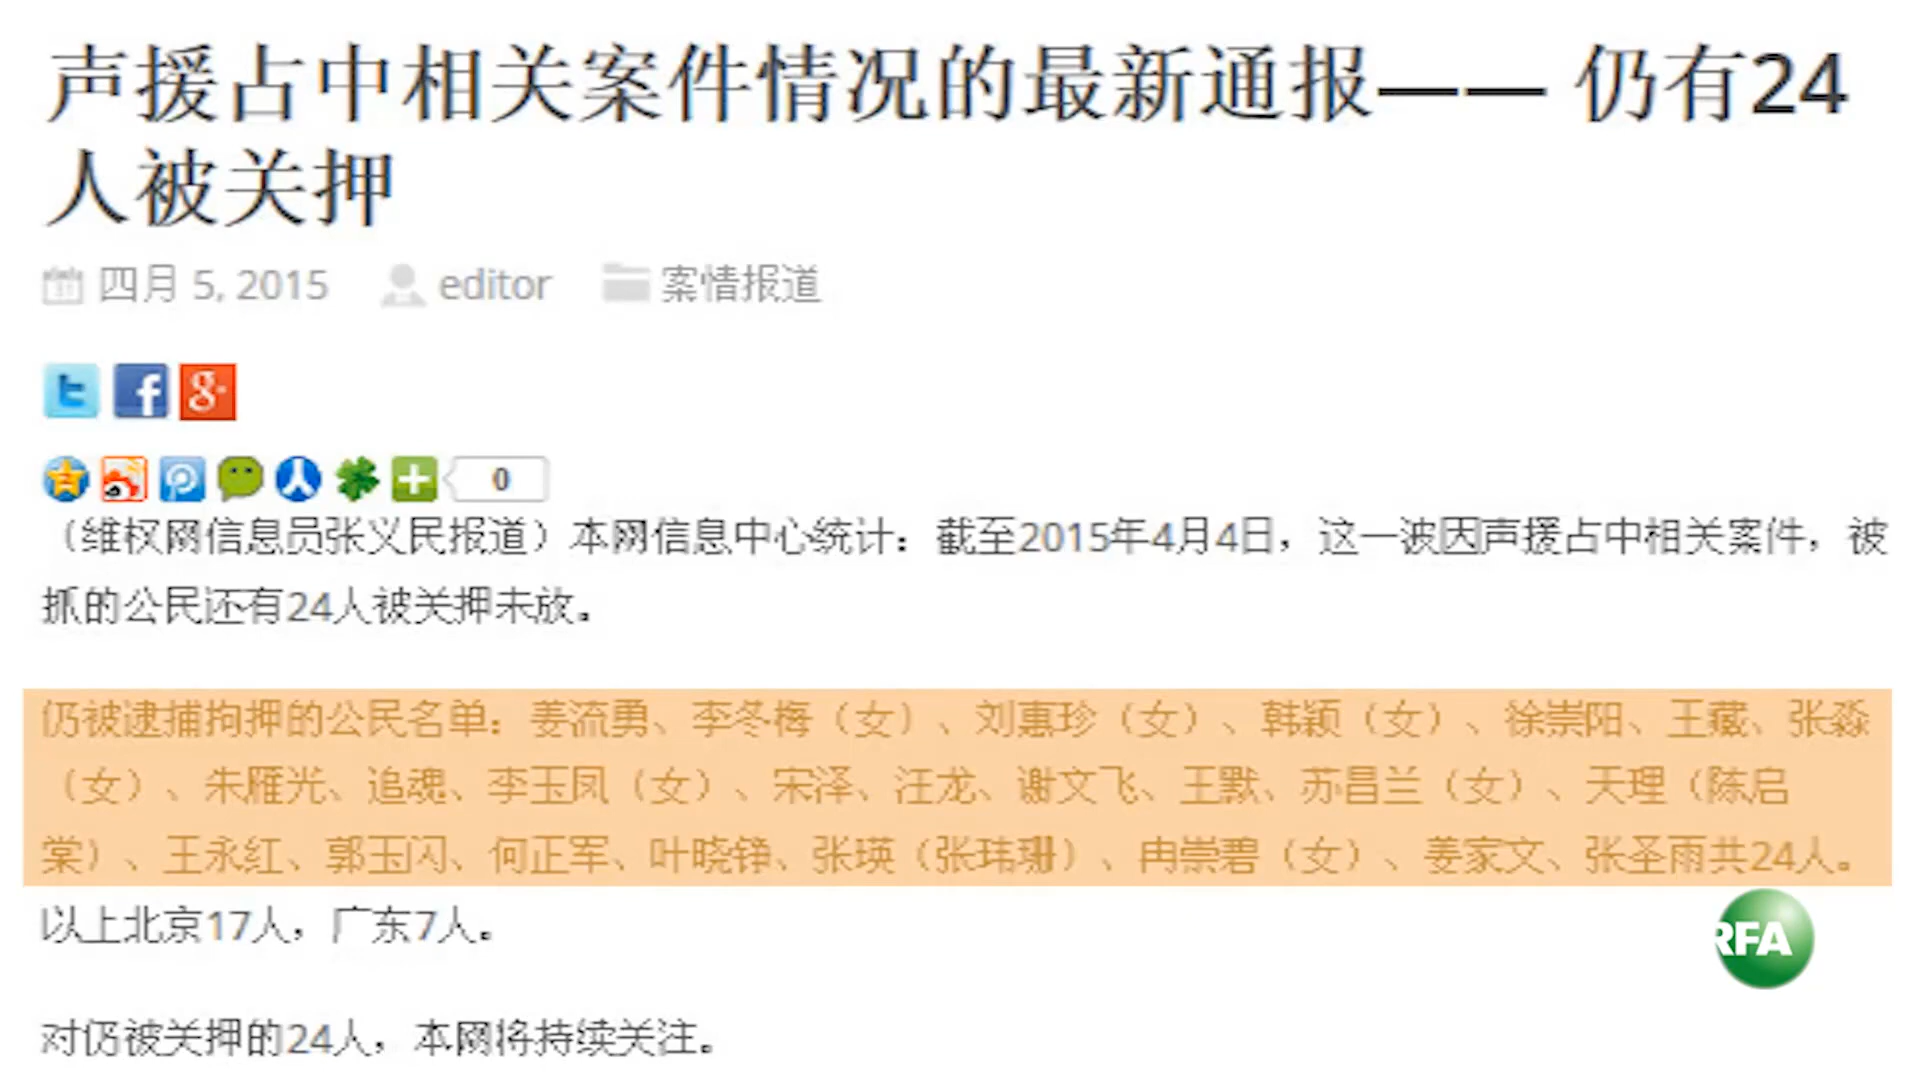 声援占中相关案件情况的最新通报—— 仍有24
人被关押
四月 5, 2015 editor 案情报道
0
（维权网信息员张义民报道）本网信息中心统计：截至2015年4月4日，这一波因声援占中相关案件，被
抓的公民还有24人被关押未放。
仍被逮捕拘押的公民名单：姜流勇、李冬梅（女）、刘惠珍（女）、韩颖（女）、徐崇阳、王藏、张淼
（女）、朱雁光、追魂、李玉凤（女）、宋泽、汪龙、谢文飞、王默、苏昌兰（女）、天理（陈启
棠）、王永红、郭玉闪、何正军、叶晓铮、张瑛（张玮珊）、冉崇碧（女）、姜家文、张圣雨共24人。
以上北京17人，广东7人。
RFA
对仍被关押的24人，本网将持续关注。